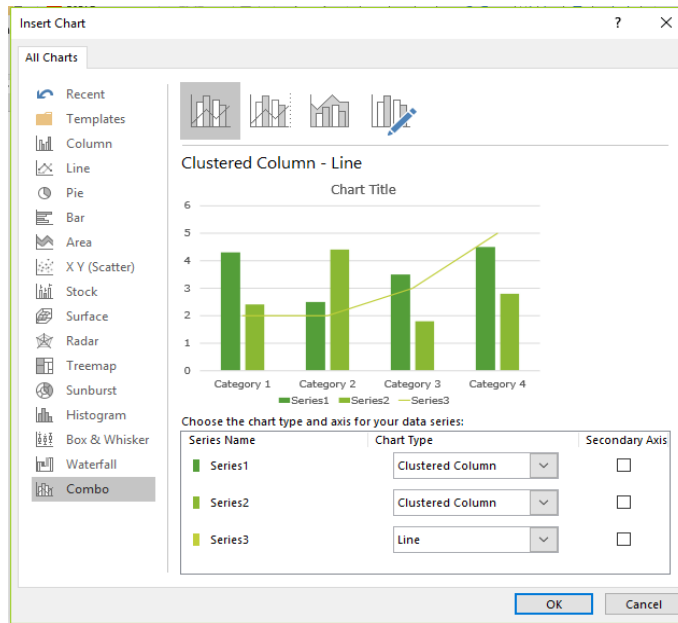 Insert Chart ? ×
All Charts
Recent
Templates
Column
Line
Pie
Bar
Area
X Y (Scatter)
Stock
Surface
Radar
Treemap
Sunburst
Histogram
Box & Whisker
Waterfall
Combo
Clustered Column - Line
Chart Title
6
5
4
3
2
1
0
Category 1 Category 2 Category 3 Category 4
Series1 Series2 Series3
Choose the chart type and axis for your data series:
Series Name Chart Type Secondary Axis
Series1 Clustered Column
Series2 Clustered Column
Series3 Line
OK Cancel